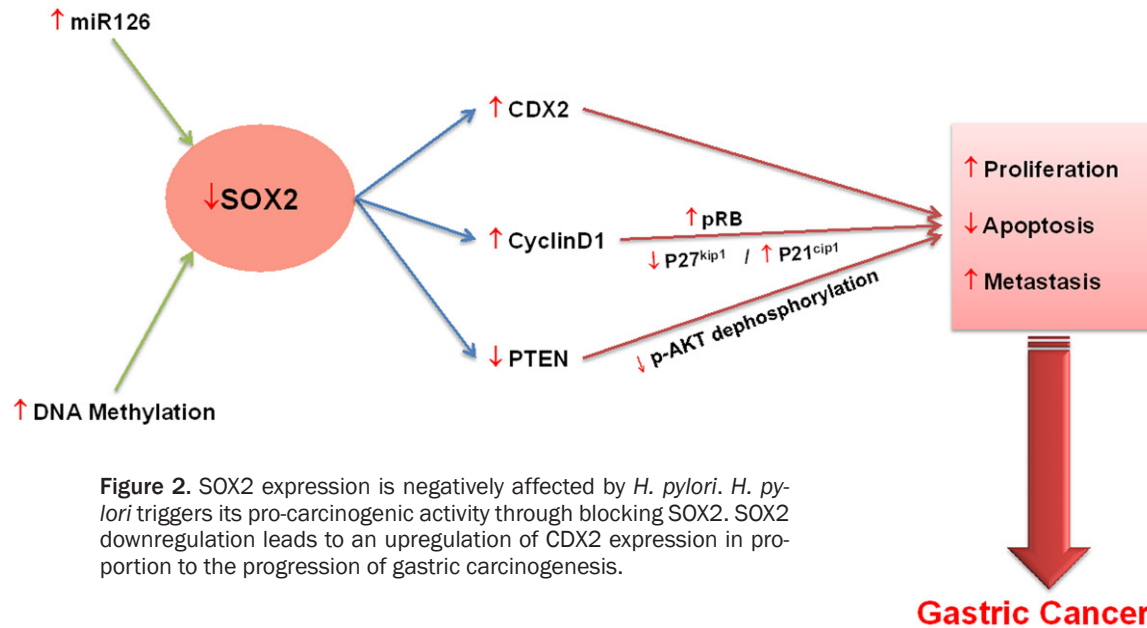 ↑ miR126
↓SOX2
↑ DNA Methylation
↑ CDX2
↑ CyclinD1
↓ PTEN
↑ pRB
↓ P27kip1 / ↑ P21cip1
↓ p-AKT dephosphorylation
↑ Proliferation
↓ Apoptosis
↑ Metastasis
Gastric Cancer
Figure 2. SOX2 expression is negatively affected by H. pylori. H. py-
lori triggers its pro-carcinogenic activity through blocking SOX2. SOX2
downregulation leads to an upregulation of CDX2 expression in pro-
portion to the progression of gastric carcinogenesis.